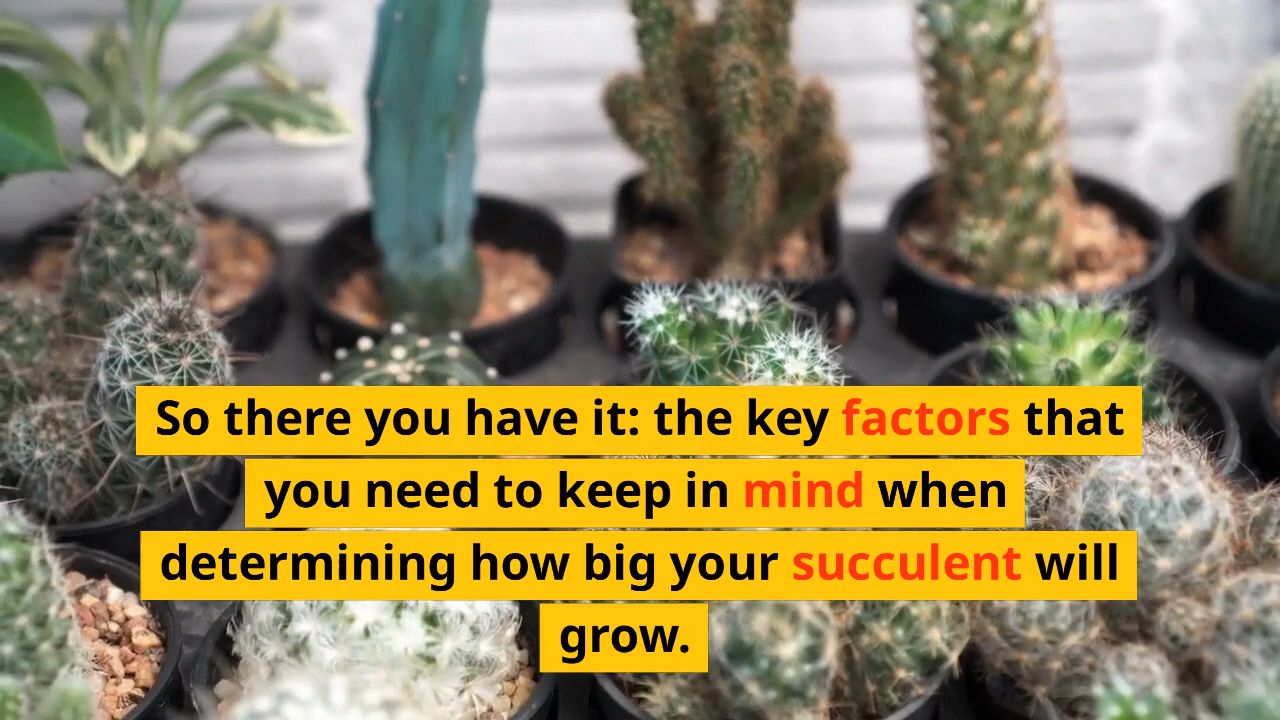 So there you have it: the key factors that
you need to keep in mind when
determining how big your succulent will
grow.